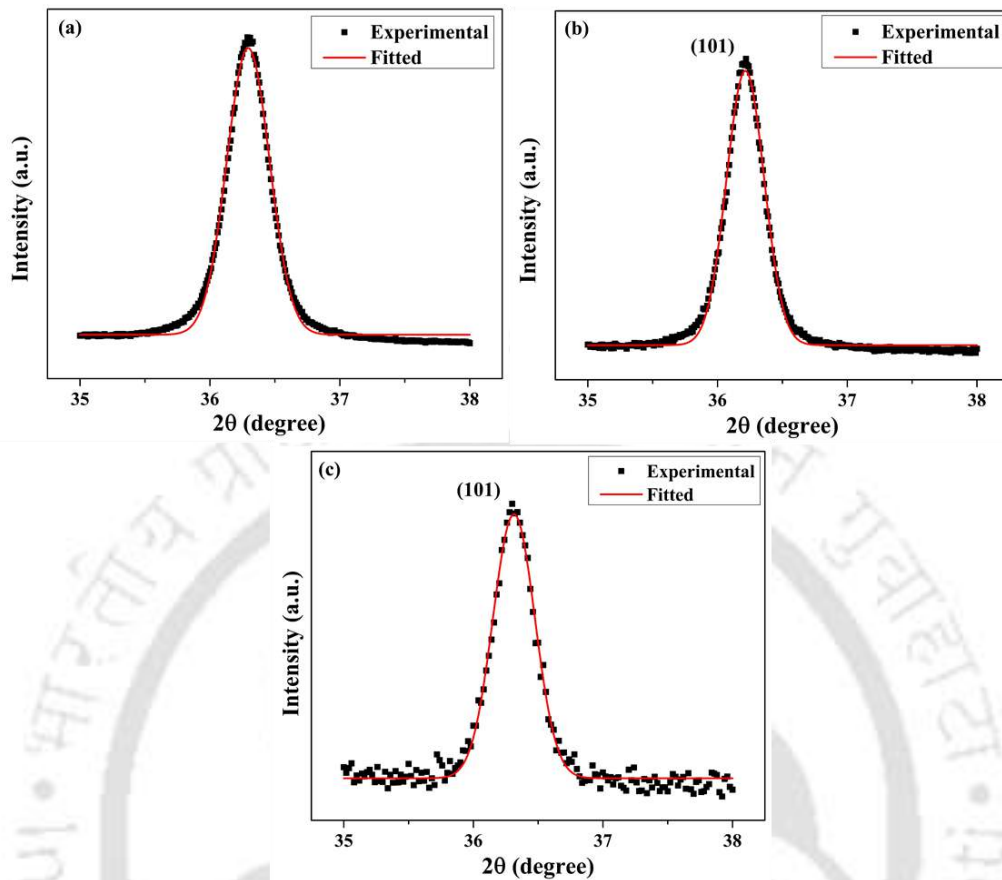 (a)
Experimental
Fitted
Intensity (a.u.)
35 36 37 38
2θ (degree)
(b)
(101)
Experimental
Fitted
Intensity (a.u.)
35 36 37 38
2θ (degree)
(c)
(101)
Experimental
Fitted
Intensity (a.u.)
35 36 37 38
2θ (degree)
भारतीय
गुवाहाटी